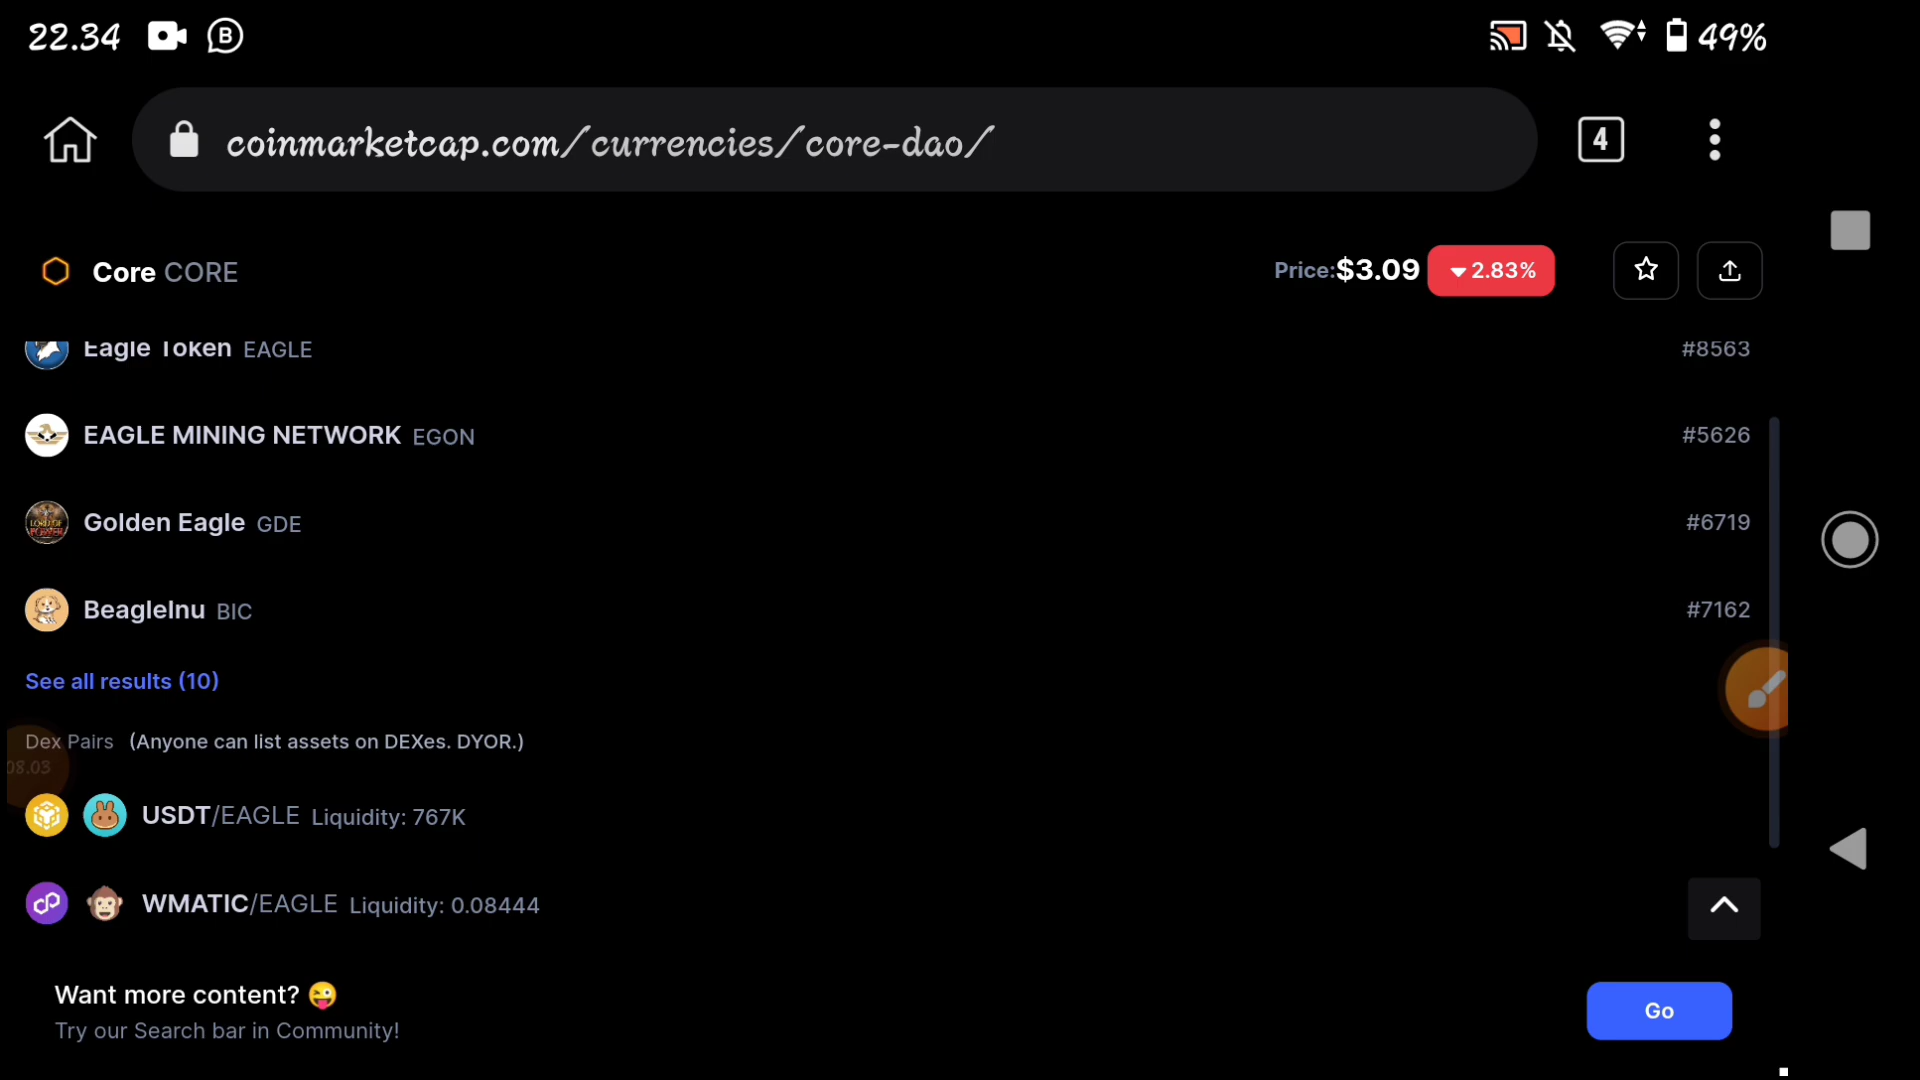 22.34 B 49%
coinmarketcap.com/currencies/core-dao/ 4
Core CORE Price:$3.09 2.83%
Eagle Token EAGLE #8563
EAGLE MINING NETWORK EGON #5626
Golden Eagle GDE #6719
BeagleInu BIC #7162
See all results (10)
Dex Pairs (Anyone can list assets on DEXes. DYOR.)
08.03
USDT/EAGLE Liquidity: 767K
WMATIC/EAGLE Liquidity: 0.08444
Want more content? 😜
Try our Search bar in Community!
Go